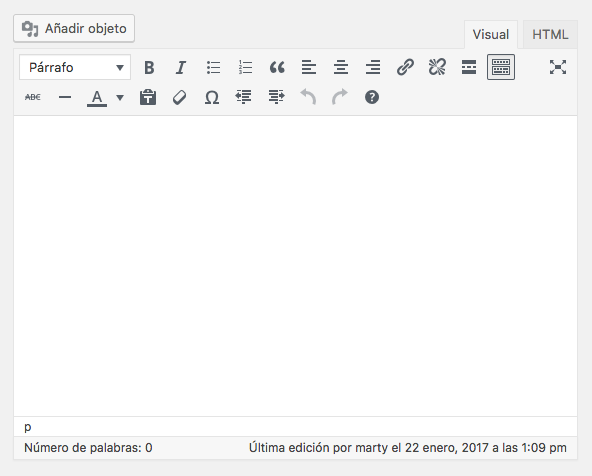 Añadir objeto
Visual HTML
Párrafo B I
ABC A T Ω ?
p
Número de palabras: 0 Última edición por marty el 22 enero, 2017 a las 1:09 pm